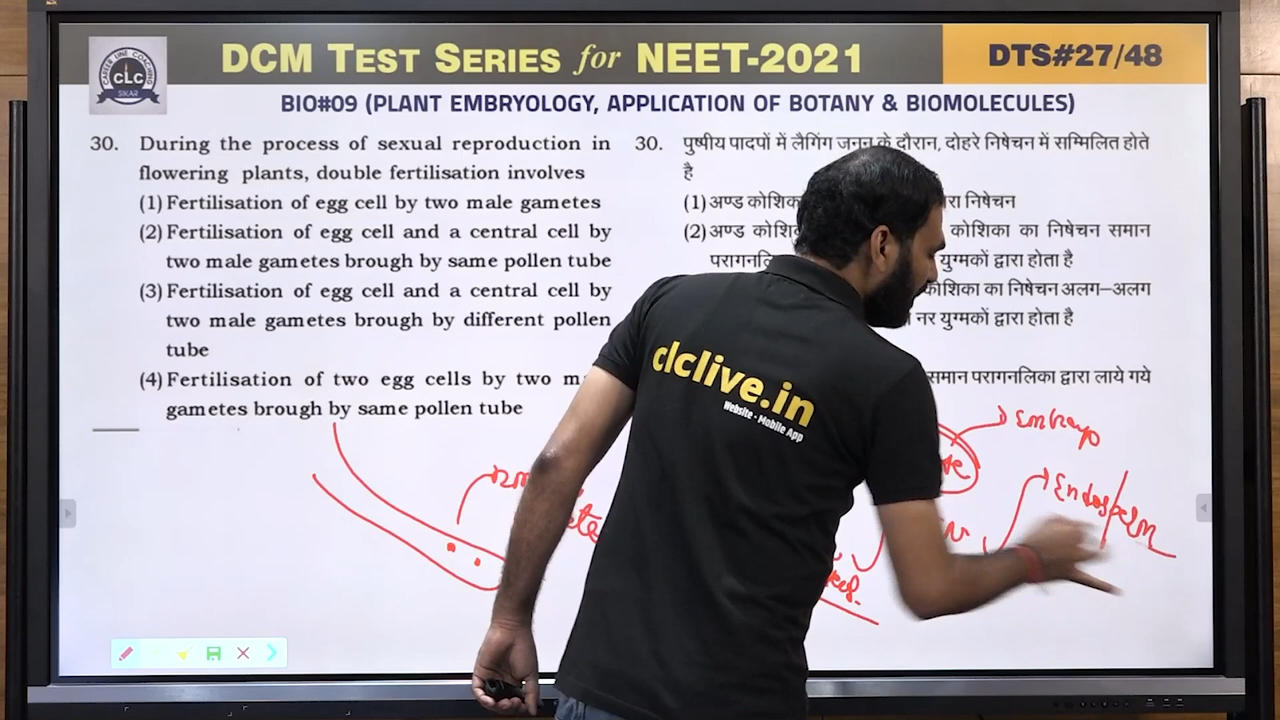 DCM TEST SERIES for NEET-2021
DTS#27/48
CAREER LINE COACHING
CLC
SIKAR
BIO#09 (PLANT EMBRYOLOGY, APPLICATION OF BOTANY & BIOMOLECULES)
30. During the process of sexual reproduction in
flowering plants, double fertilisation involves
(1) Fertilisation of egg cell by two male gametes
(2) Fertilisation of egg cell and a central cell by
two male gametes brough by same pollen tube
(3) Fertilisation of egg cell and a central cell by
two male gametes brough by different pollen
tube
(4) Fertilisation of two egg cells by two
gametes brough by same pollen tube
30. पुष्पीय पादपों में लैगिंग जनन के दौरान, दोहरे निषेचन में सम्मिलित होते
है
(1) अण्ड निषेचन
(2) अण्ड कोशिका का निषेचन समान
युग्मकों द्वारा होता है
का निषेचन अलग–अलग
नर युग्मकों द्वारा होता है
समान परागनलिका द्वारा लाये गये
Embryo
Endosperm
clclive.in
Website - Mobile App